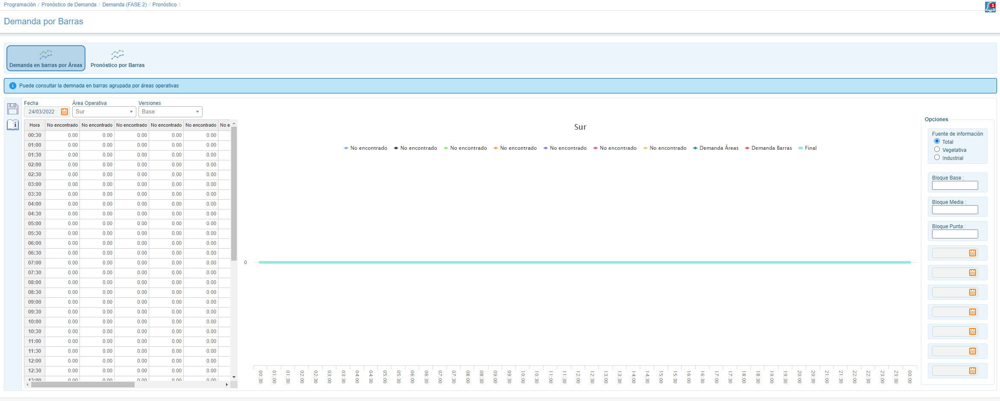 Programación / Pronóstico de Demanda / Demanda (FASE 2) / Pronóstico /
1
Demanda por Barras
Demanda en barras por Áreas
Pronóstico por Barras
Puede consultar la demnada en barras agrupada por áreas operativas
Fecha
Área Operativa
Versiones
24/03/2022
Sur
Base
Hora No encontrado No encontrado No encontrado No encontrado No encontrado No e
00:30 0.00 0.00 0.00 0.00 0.00
01:00 0.00 0.00 0.00 0.00 0.00
01:30 0.00 0.00 0.00 0.00 0.00
02:00 0.00 0.00 0.00 0.00 0.00
02:30 0.00 0.00 0.00 0.00 0.00
03:00 0.00 0.00 0.00 0.00 0.00
03:30 0.00 0.00 0.00 0.00 0.00
04:00 0.00 0.00 0.00 0.00 0.00
04:30 0.00 0.00 0.00 0.00 0.00
05:00 0.00 0.00 0.00 0.00 0.00
05:30 0.00 0.00 0.00 0.00 0.00
06:00 0.00 0.00 0.00 0.00 0.00
06:30 0.00 0.00 0.00 0.00 0.00
07:00 0.00 0.00 0.00 0.00 0.00
07:30 0.00 0.00 0.00 0.00 0.00
08:00 0.00 0.00 0.00 0.00 0.00
08:30 0.00 0.00 0.00 0.00 0.00
09:00 0.00 0.00 0.00 0.00 0.00
09:30 0.00 0.00 0.00 0.00 0.00
10:00 0.00 0.00 0.00 0.00 0.00
10:30 0.00 0.00 0.00 0.00 0.00
11:00 0.00 0.00 0.00 0.00 0.00
11:30 0.00 0.00 0.00 0.00 0.00
12:00 0.00 0.00 0.00 0.00 0.00
12:30 0.00 0.00 0.00 0.00 0.00
13:00 0.00 0.00 0.00 0.00 0.00
Sur
No encontrado No encontrado No encontrado No encontrado No encontrado No encontrado No encontrado Demanda Áreas Demanda Barras Final
0
00:30 01:00 01:30 02:00 02:30 03:00 03:30 04:00 04:30 05:00 05:30 06:00 06:30 07:00 07:30 08:00 08:30 09:00 09:30 10:00 10:30 11:00 11:30 12:00 12:30 13:00 13:30 14:00 14:30 15:00 15:30 16:00 16:30 17:00 17:30 18:00 18:30 19:00 19:30 20:00 20:30 21:00 21:30 22:00 22:30 23:00 23:30 00:00
Opciones
Fuente de información
Total
Vegetativa
Industrial
Bloque Base :
Bloque Media :
Bloque Punta :